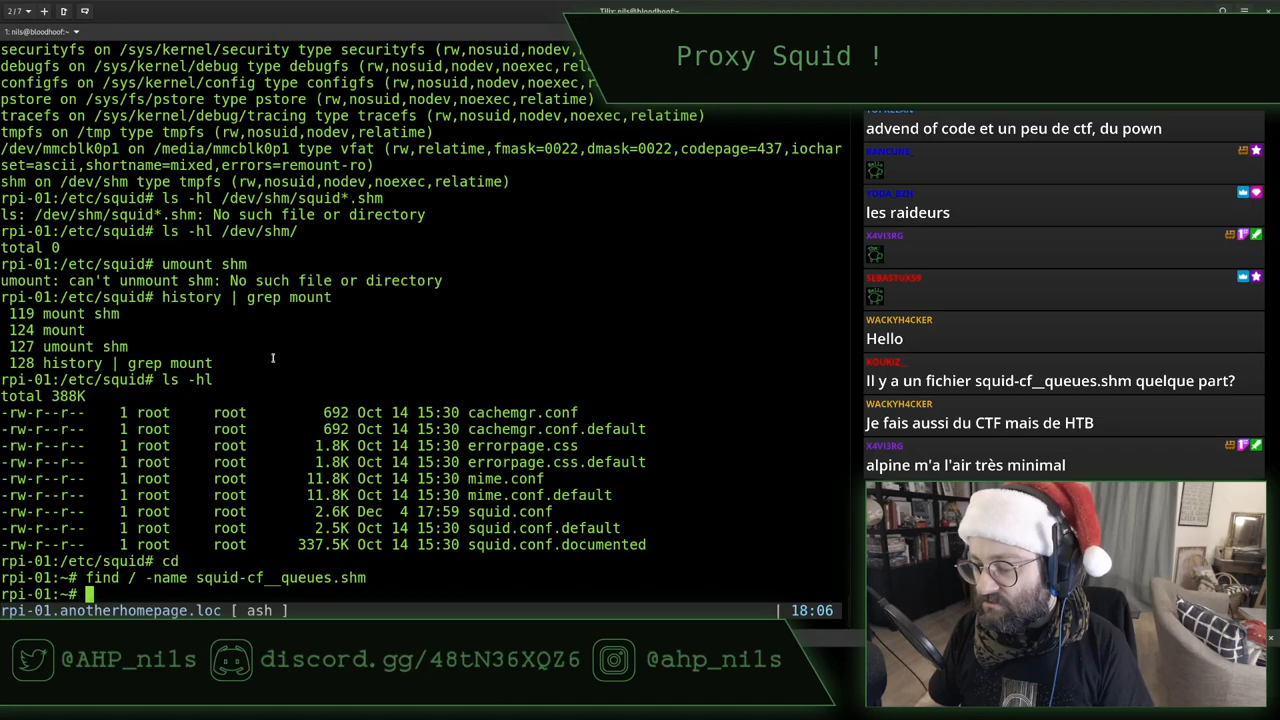 2/7
Tilix: nils@bloodhoof:~
1: nils@bloodhoof:~
Proxy Squid !
securityfs on /sys/kernel/security type securityfs (rw,nosuid,nodev,
debugfs on /sys/kernel/debug type debugfs (rw,nosuid,nodev,noexec,rel
configfs on /sys/kernel/config type configfs (rw,nosuid,nodev,noexec,
pstore on /sys/fs/pstore type pstore (rw,nosuid,nodev,noexec,relatime)
tracefs on /sys/kernel/debug/tracing type tracefs (rw,nosuid,nodev,noexec,relatime)
tmpfs on /tmp type tmpfs (rw,nosuid,nodev,relatime)
/dev/mmcblk0p1 on /media/mmcblk0p1 type vfat (rw,relatime,fmask=0022,dmask=0022,codepage=437,iochar
set=ascii,shortname=mixed,errors=remount-ro)
shm on /dev/shm type tmpfs (rw,nosuid,nodev,noexec,relatime)
rpi-01:/etc/squid# ls -hl /dev/shm/squid*.shm
ls: /dev/shm/squid*.shm: No such file or directory
rpi-01:/etc/squid# ls -hl /dev/shm/
total 0
rpi-01:/etc/squid# umount shm
umount: can't unmount shm: No such file or directory
rpi-01:/etc/squid# history | grep mount
119 mount shm
124 mount
127 umount shm
128 history | grep mount
rpi-01:/etc/squid# ls -hl
total 388K
-rw-r--r-- 1 root root 692 Oct 14 15:30 cachemgr.conf
-rw-r--r-- 1 root root 692 Oct 14 15:30 cachemgr.conf.default
-rw-r--r-- 1 root root 1.8K Oct 14 15:30 errorpage.css
-rw-r--r-- 1 root root 1.8K Oct 14 15:30 errorpage.css.default
-rw-r--r-- 1 root root 11.8K Oct 14 15:30 mime.conf
-rw-r--r-- 1 root root 11.8K Oct 14 15:30 mime.conf.default
-rw-r--r-- 1 root root 2.6K Dec 4 17:59 squid.conf
-rw-r--r-- 1 root root 2.5K Oct 14 15:30 squid.conf.default
-rw-r--r-- 1 root root 337.5K Oct 14 15:30 squid.conf.documented
rpi-01:/etc/squid# cd
rpi-01:~# find / -name squid-cf__queues.shm
rpi-01:~#
rpi-01.anotherhomepage.loc [ ash ] | 18:06
advend of code et un peu de ctf, du pown
RANCUNE_
YODA_BZH
les raideurs
X4VI3RG
SEBASTUX59
WACKYH4CKER
Hello
KOUKIZ__
Il y a un fichier squid-cf__queues.shm quelque part?
WACKYH4CKER
Je fais aussi du CTF mais de HTB
X4VI3RG
alpine m'a l'air très minimal
@AHP_nils
discord.gg/48tN36XQZ6
@ahp_nils